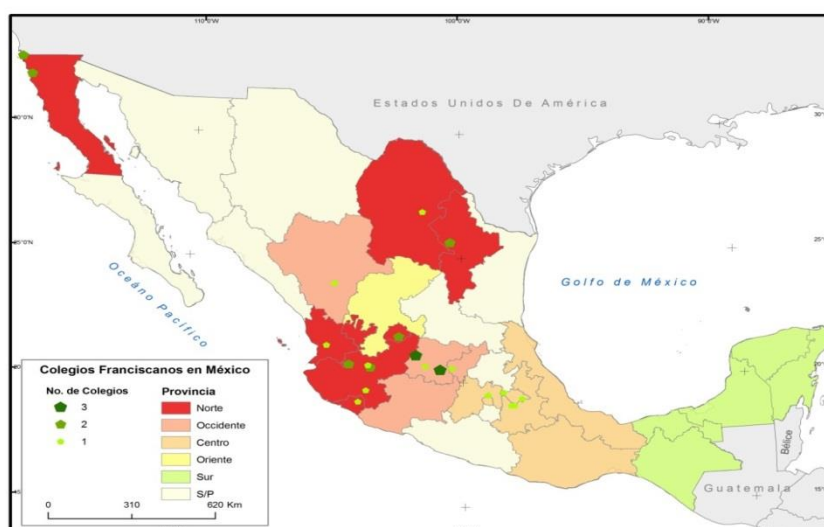 110°0'W
100°0'W
Estados Unidos De América
30°0'N
25°0'N
25°0'N
Océano Pacífico
Golfo de México
Colegios Franciscanos en México
No. de Colegios
Provincia
3
Norte
2
Occidente
1
Centro
Oriente
Sur
S/P
0
310
620 Km
Bélice
Guatemala